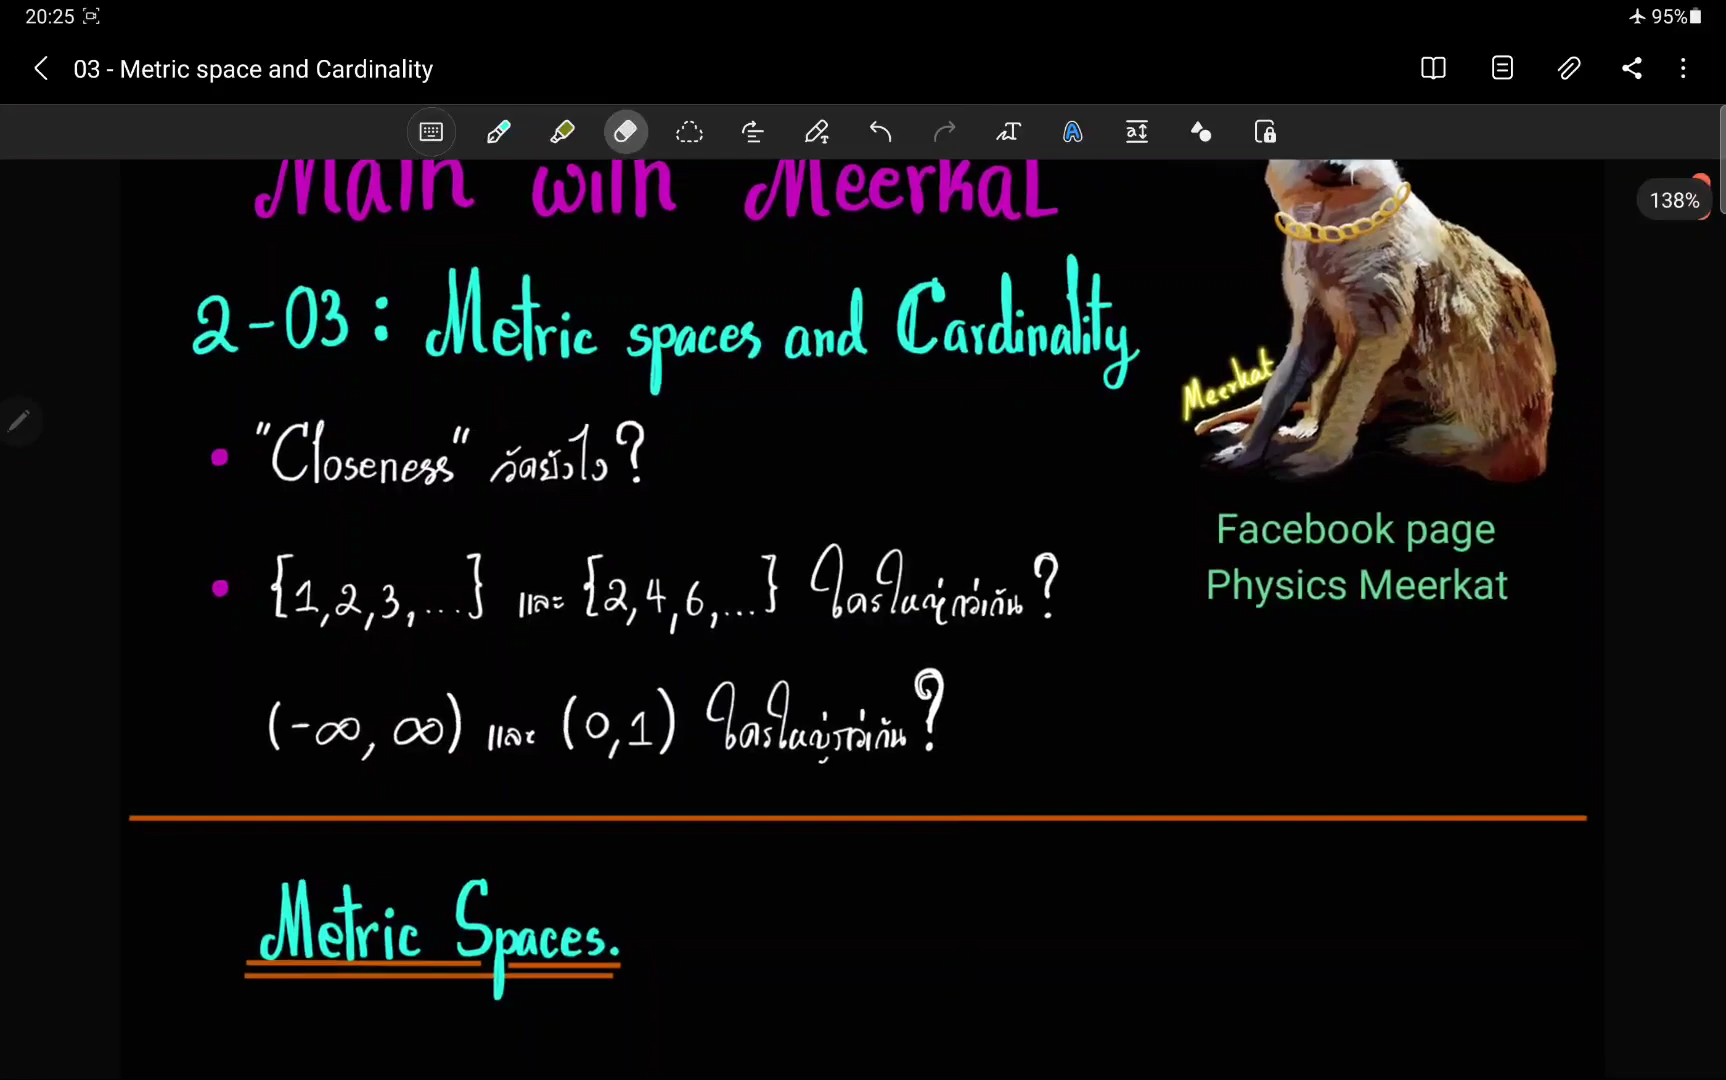 20:25
95%
03 - Metric space and Cardinality
138%
Math with Meerkat
2-03: Metric spaces and Cardinality
Meerkat
• "Closeness" วัดยังไง?
Facebook page
Physics Meerkat
• {1,2,3,...} และ {2,4,6,...} ใครใหญ่กว่ากัน?
(-∞, ∞) และ (0,1) ใครใหญ่กว่ากัน?
Metric Spaces.